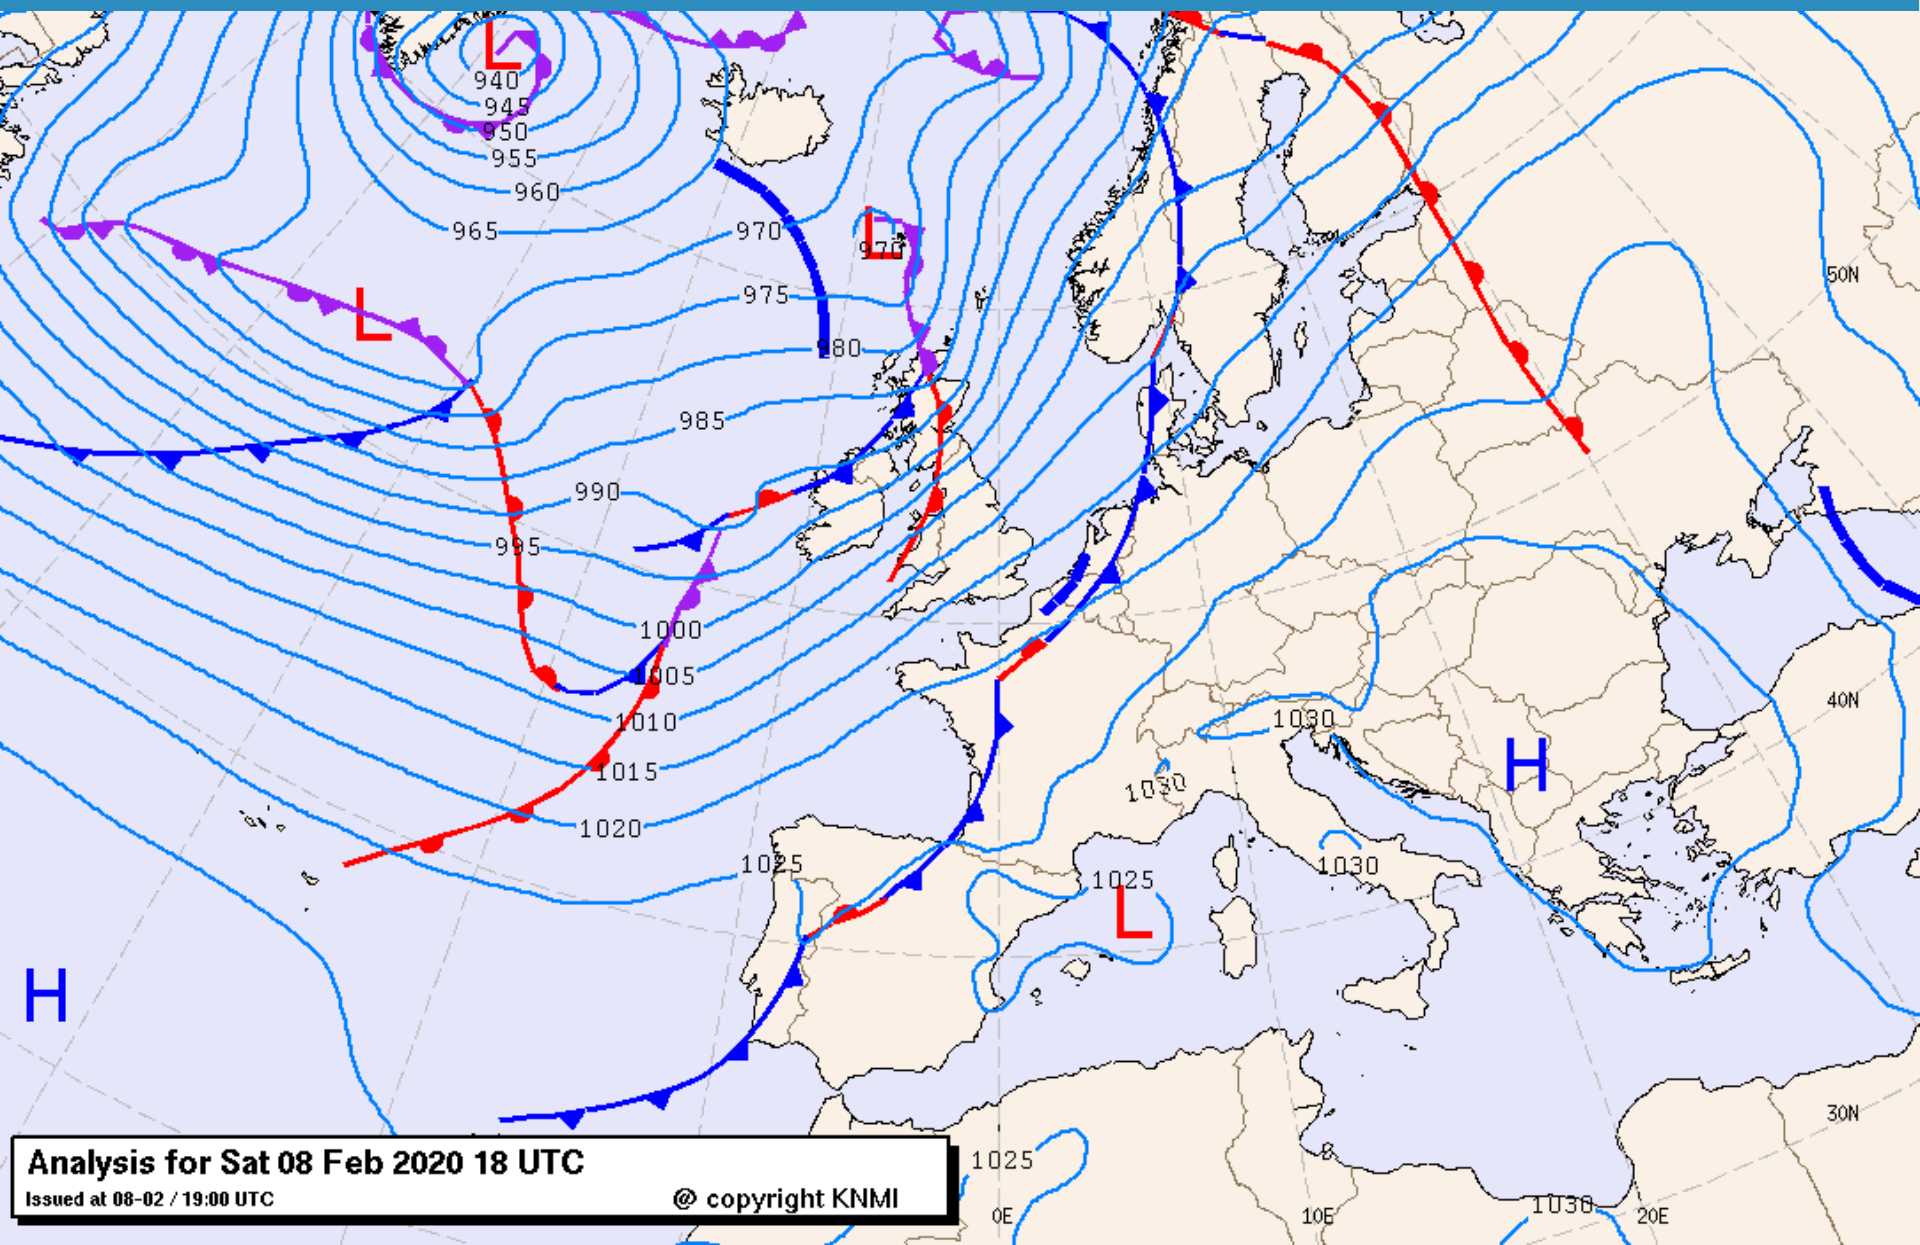 L
940
945
950
955
960
965
970
L
970
975
50N
L
980
985
990
995
1000
1005
1010
40N
1030
H
1015
1030
1020
1025
1030
1025
L
H
30N
Analysis for Sat 08 Feb 2020 18 UTC
Issued at 08-02 / 19:00 UTC
@ copyright KNMI
1025
1030
0E
10E
20E